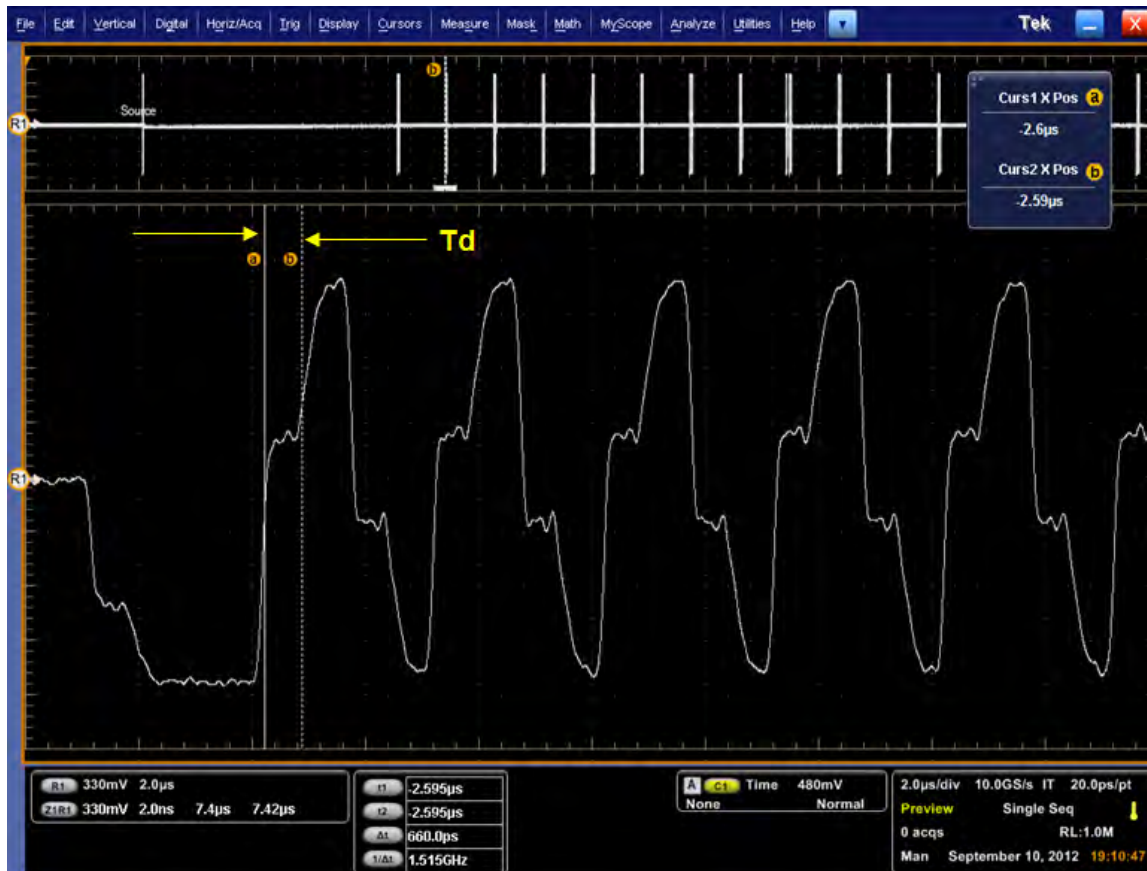 File Edit Vertical Digital Horiz/Acq Trig Display Cursors Measure Mask Math MyScope Analyze Utilities Help Tek X
b
Source
R1
Curs1 X Pos a
-2.6µs
Curs2 X Pos b
-2.59µs
Td
a b
R1
R1 330mV 2.0µs
Z1R1 330mV 2.0ns 7.4µs 7.42µs
t1 -2.595µs
t2 -2.595µs
Δt 660.0ps
1/Δt 1.515GHz
A C1 Time 480mV
None Normal
2.0µs/div 10.0GS/s IT 20.0ps/pt
Preview Single Seq
0 acqs RL:1.0M
Man September 10, 2012 19:10:47